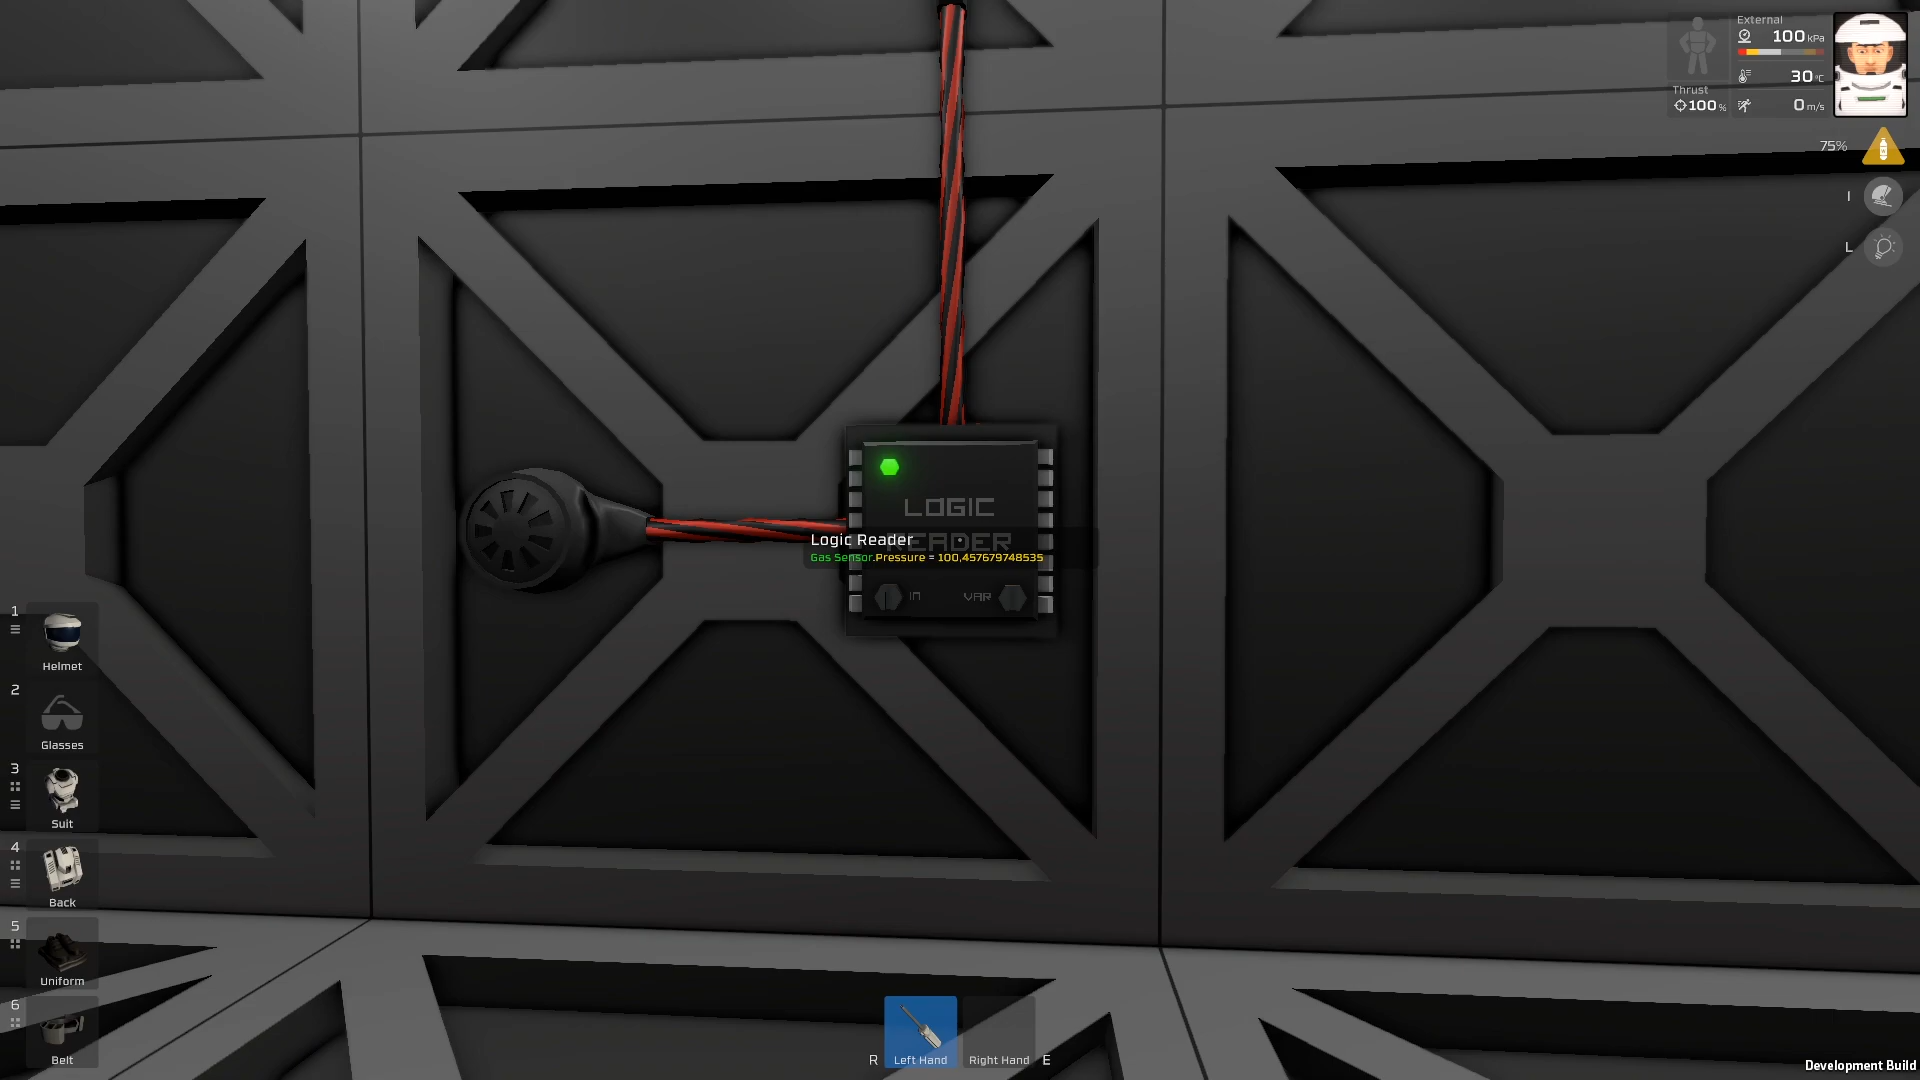 External
100 kPa
30 °C
Thrust
100 %
0 m/s
75%
I
L
LOGIC
READER
Logic Reader
Gas Sensor.Pressure = 100,457679748535
IN
VAR
1
Helmet
2
Glasses
3
Suit
4
Back
5
Uniform
6
Belt
R
Left Hand
Right Hand
E
Development Build